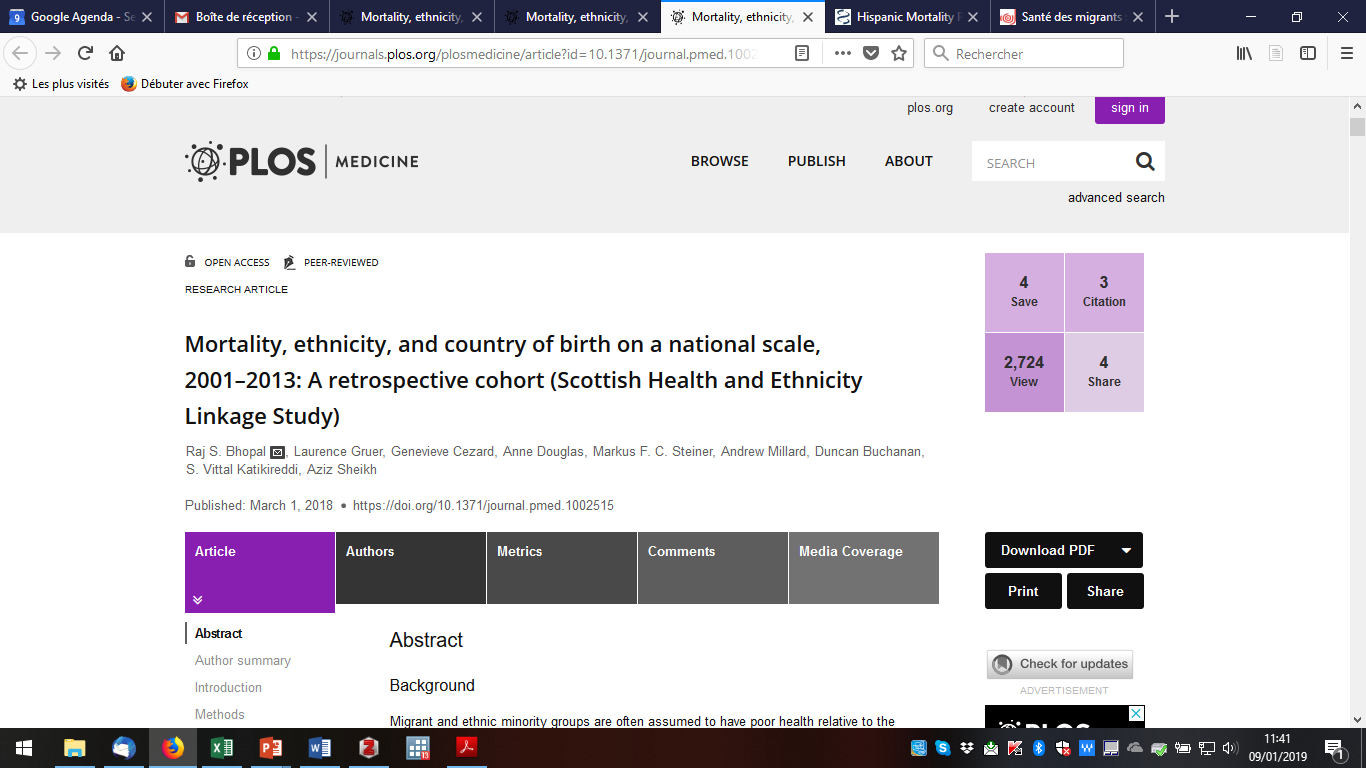 Google Agenda - Se
Boîte de réception -
Mortality, ethnicity,
Mortality, ethnicity,
Mortality, ethnicity,
Hispanic Mortality P
Santé des migrants :
https://journals.plos.org/plosmedicine/article?id=10.1371/journal.pmed.1002
Rechercher
Les plus visités
Débuter avec Firefox
plos.org
create account
sign in
PLOS MEDICINE
BROWSE
PUBLISH
ABOUT
SEARCH
advanced search
OPEN ACCESS
PEER-REVIEWED
RESEARCH ARTICLE
4
Save
3
Citation
2,724
View
4
Share
Mortality, ethnicity, and country of birth on a national scale,
2001–2013: A retrospective cohort (Scottish Health and Ethnicity
Linkage Study)
Raj S. Bhopal, Laurence Gruer, Genevieve Cezard, Anne Douglas, Markus F. C. Steiner, Andrew Millard, Duncan Buchanan,
S. Vittal Katikireddi, Aziz Sheikh
Published: March 1, 2018 • https://doi.org/10.1371/journal.pmed.1002515
Article
Authors
Metrics
Comments
Media Coverage
Download PDF
Print
Share
Abstract
Author summary
Introduction
Methods
Abstract
Background
Migrant and ethnic minority groups are often assumed to have poor health relative to the
Check for updates
ADVERTISEMENT
PLOS
11:41
09/01/2019
1